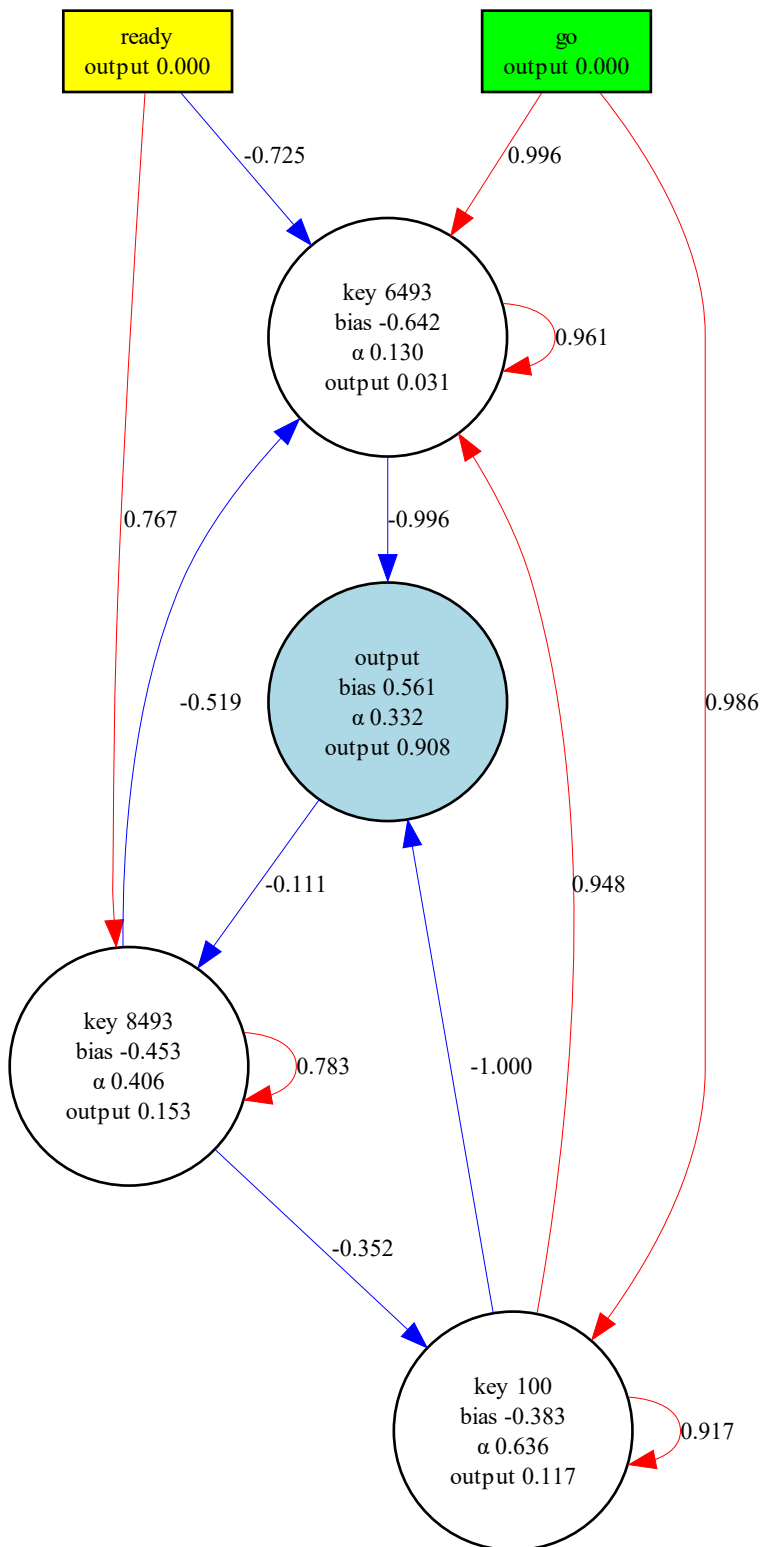 ready
output 0.000
go
output 0.000
-0.725
0.996
key 6493
bias -0.642
α 0.130
output 0.031
0.961
0.767
-0.996
-0.519
output
bias 0.561
α 0.332
output 0.908
0.986
-0.111
0.948
key 8493
bias -0.453
α 0.406
output 0.153
0.783
-1.000
-0.352
key 100
bias -0.383
α 0.636
output 0.117
0.917